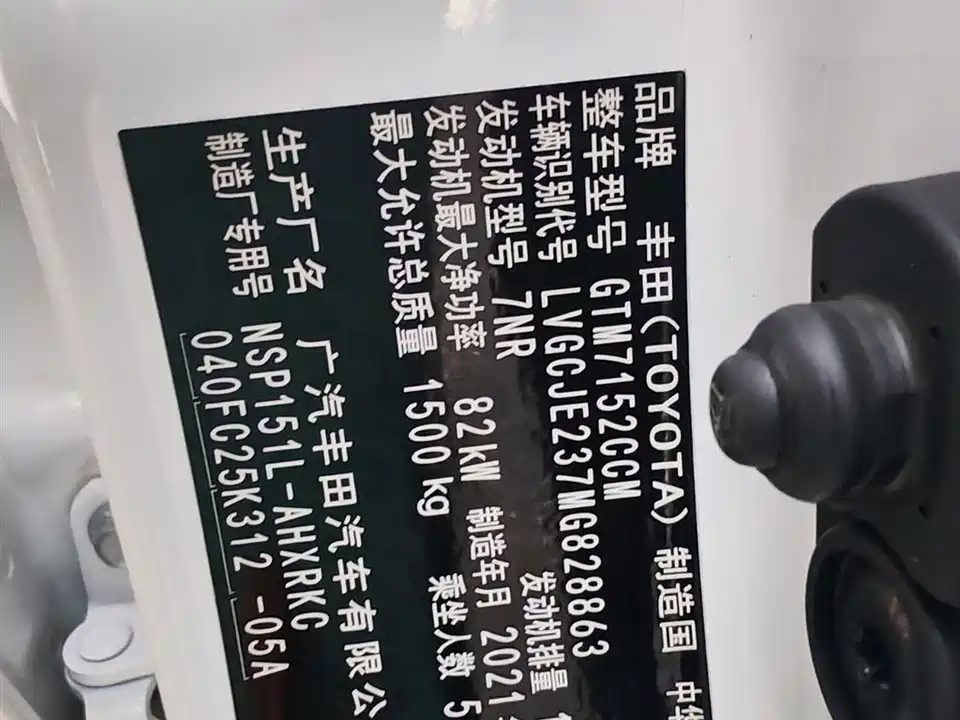 品牌 丰田(TOYOTA) 制造国 中
整车型号 GTM7152CCM
车辆识别代号 LVGCJE237MG828863
发动机型号 7NR 发动机排量 1
发动机最大净功率 82kW 制造年月 2021
最大允许总质量 1500kg 乘坐人数 5
生产厂名 广汽丰田汽车有限公
制造厂专用号 NSP151L-AHXRKC
040FC25K312 -05A